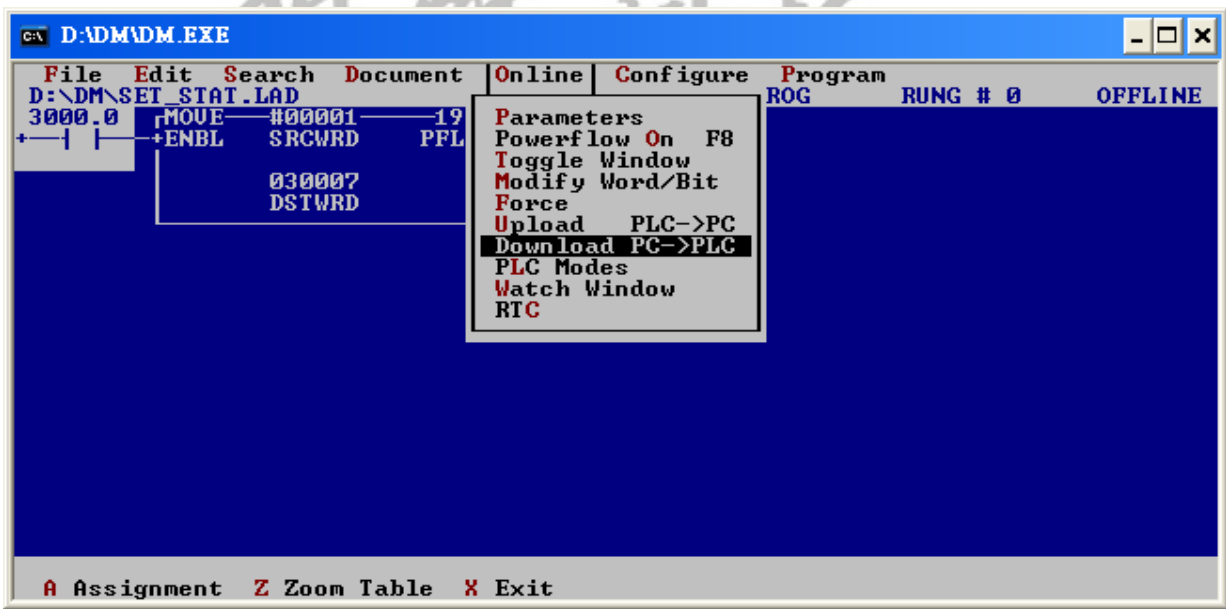 D:\DM\DM.EXE
File Edit Search Document Online Configure Program
D:\DM\SET_STAT.LAD ROG RUNG # 0 OFFLINE
3000.0 MOVE #00001 19
ENBL SRCWRD PFL
030007
DSTWRD
Parameters
Powerflow On F8
Toggle Window
Modify Word/Bit
Force
Upload PLC->PC
Download PC->PLC
PLC Modes
Watch Window
RTC
A Assignment Z Zoom Table X Exit